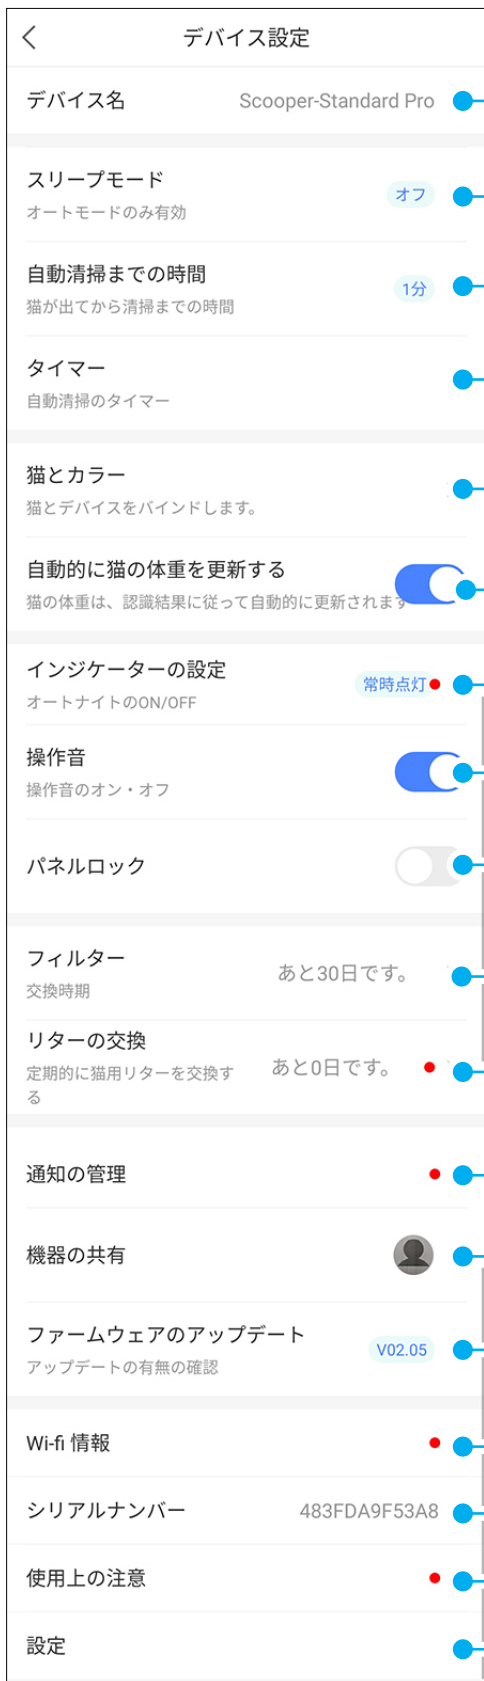 デバイス設定
デバイス名 Scooper-Standard Pro
スリープモード
オートモードのみ有効
オフ
自動清掃までの時間
猫が出てから清掃までの時間
1分
タイマー
自動清掃のタイマー
猫とカラー
猫とデバイスをバインドします。
自動的に猫の体重を更新する
猫の体重は、認識結果に従って自動的に更新されます
インジケーターの設定
オートナイトのON/OFF
常時点灯
操作音
操作音のオン・オフ
パネルロック
フィルター
交換時期
あと30日です。
リターの交換
定期的に猫用リターを交換す
る
あと0日です。
通知の管理
機器の共有
ファームウェアのアップデート
アップデートの有無の確認
V02.05
Wi-fi 情報
シリアルナンバー 483FDA9F53A8
使用上の注意
設定